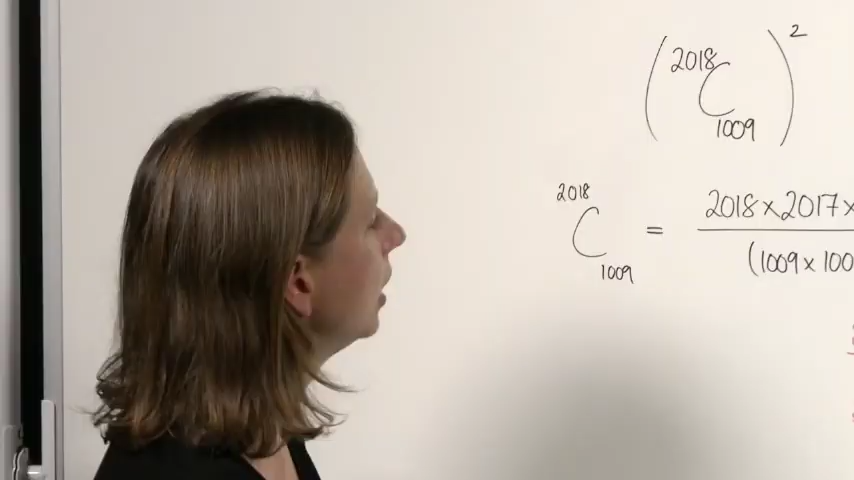 (²⁰¹⁸C₁₀₀₉)²
²⁰¹⁸C₁₀₀₉ = 2018×2017×
(1009×100